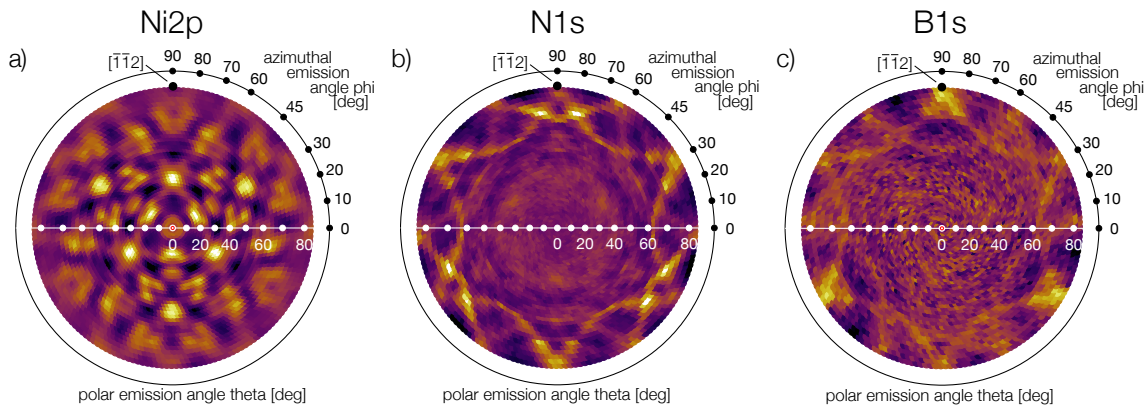 Ni2p
N1s
B1s
a)
[1̅1̅2]
90
80
70
60
45
30
20
10
0
azimuthal
emission
angle phi
[deg]
0 20 40 60 80
polar emission angle theta [deg]
b)
[1̅1̅2]
90
80
70
60
45
30
20
10
0
azimuthal
emission
angle phi
[deg]
0 20 40 60 80
polar emission angle theta [deg]
c)
[1̅1̅2]
90
80
70
60
45
30
20
10
0
azimuthal
emission
angle phi
[deg]
0 20 40 60 80
polar emission angle theta [deg]